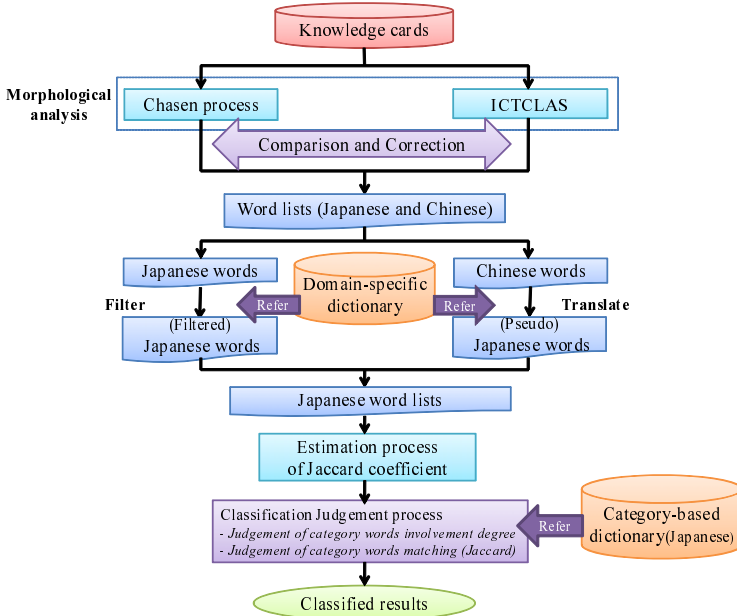 Knowledge cards
Morphological
analysis
Chasen process
ICTCLAS
Comparison and Correction
Word lists (Japanese and Chinese)
Japanese words
Domain-specific
dictionary
Chinese words
Filter
Refer
Refer
Translate
(Filtered)
Japanese words
(Pseudo)
Japanese words
Japanese word lists
Estimation process
of Jaccard coefficient
Classification Judgement process
- Judgement of category words involvement degree
- Judgement of category words matching (Jaccard)
Refer
Category-based
dictionary(Japanese)
Classified results